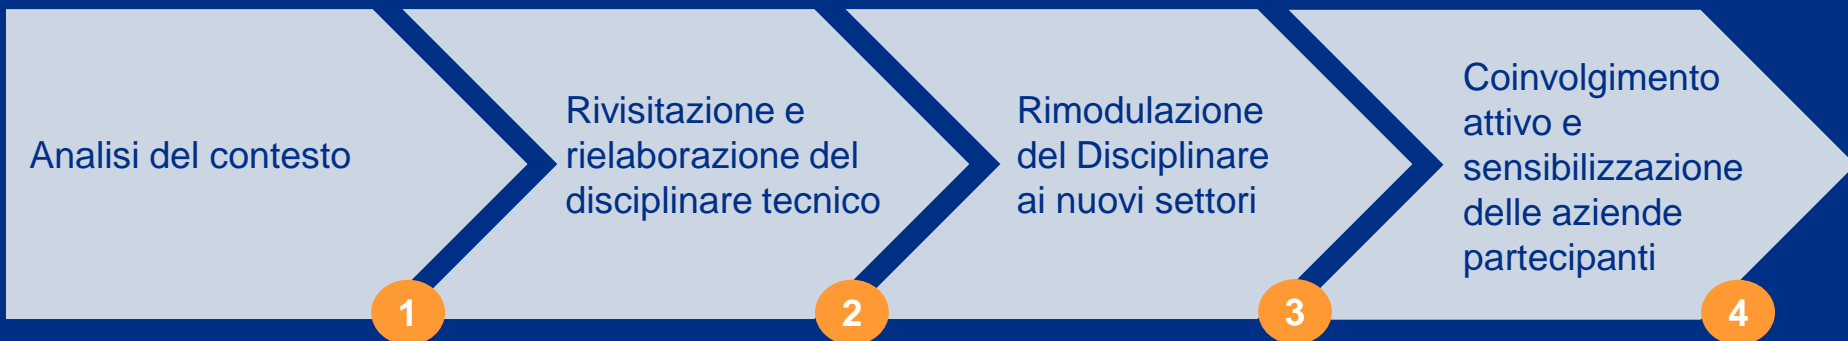 Analisi del contesto
1
Rivisitazione e
rielaborazione del
disciplinare tecnico
2
Rimodulazione
del Disciplinare
ai nuovi settori
3
Coinvolgimento
attivo e
sensibilizzazione
delle aziende
partecipanti
4